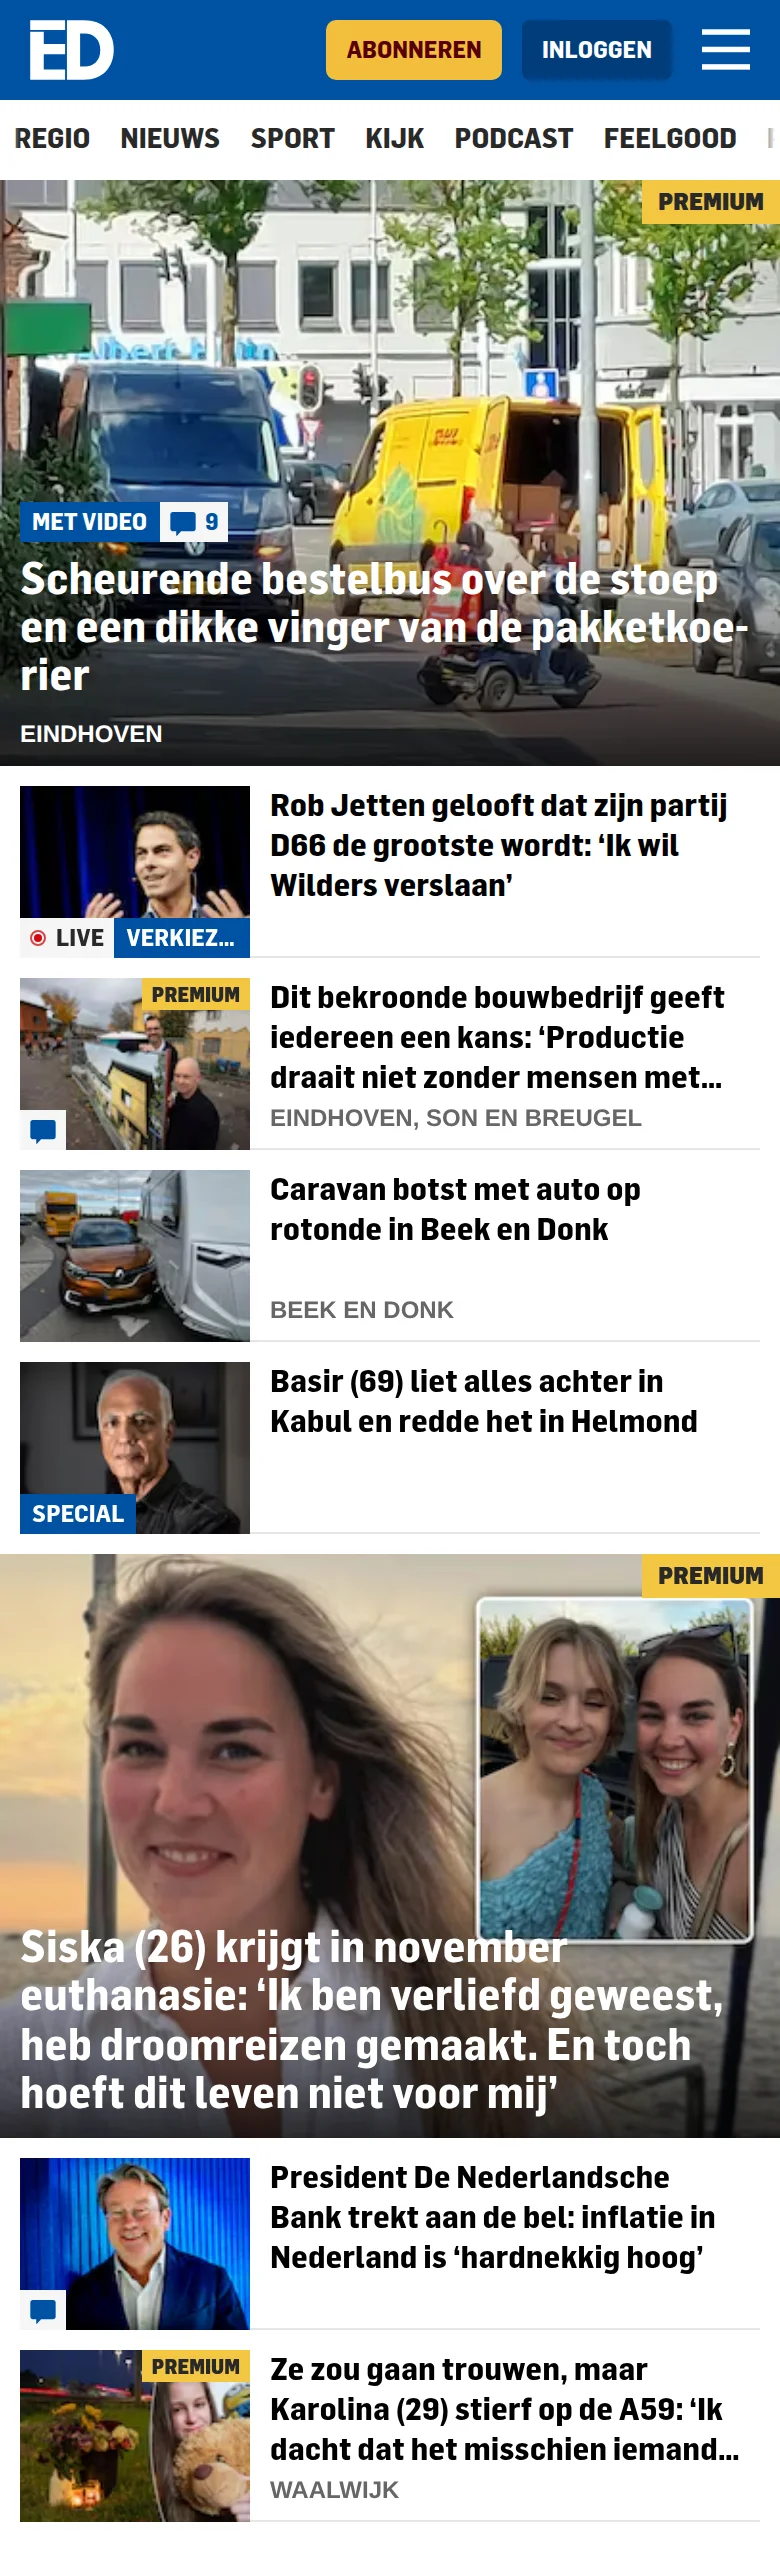 ED
ABONNEREN
INLOGGEN
REGIO NIEUWS SPORT KIJK PODCAST FEELGOOD
PREMIUM
MET VIDEO
9
Scheurende bestelbus over de stoep
en een dikke vinger van de pakketkoe-
rier
EINDHOVEN
Rob Jetten gelooft dat zijn partij
D66 de grootste wordt: ‘Ik wil
Wilders verslaan’
LIVE
VERKIEZ...
PREMIUM
Dit bekroonde bouwbedrijf geeft
iedereen een kans: ‘Productie
draait niet zonder mensen met...
EINDHOVEN, SON EN BREUGEL
Caravan botst met auto op
rotonde in Beek en Donk
BEEK EN DONK
Basir (69) liet alles achter in
Kabul en redde het in Helmond
SPECIAL
PREMIUM
Siska (26) krijgt in november
euthanasie: ‘Ik ben verliefd geweest,
heb droomreizen gemaakt. En toch
hoeft dit leven niet voor mij’
President De Nederlandsche
Bank trekt aan de bel: inflatie in
Nederland is ‘hardnekkig hoog’
PREMIUM
Ze zou gaan trouwen, maar
Karolina (29) stierf op de A59: ‘Ik
dacht dat het misschien iemand...
WAALWIJK